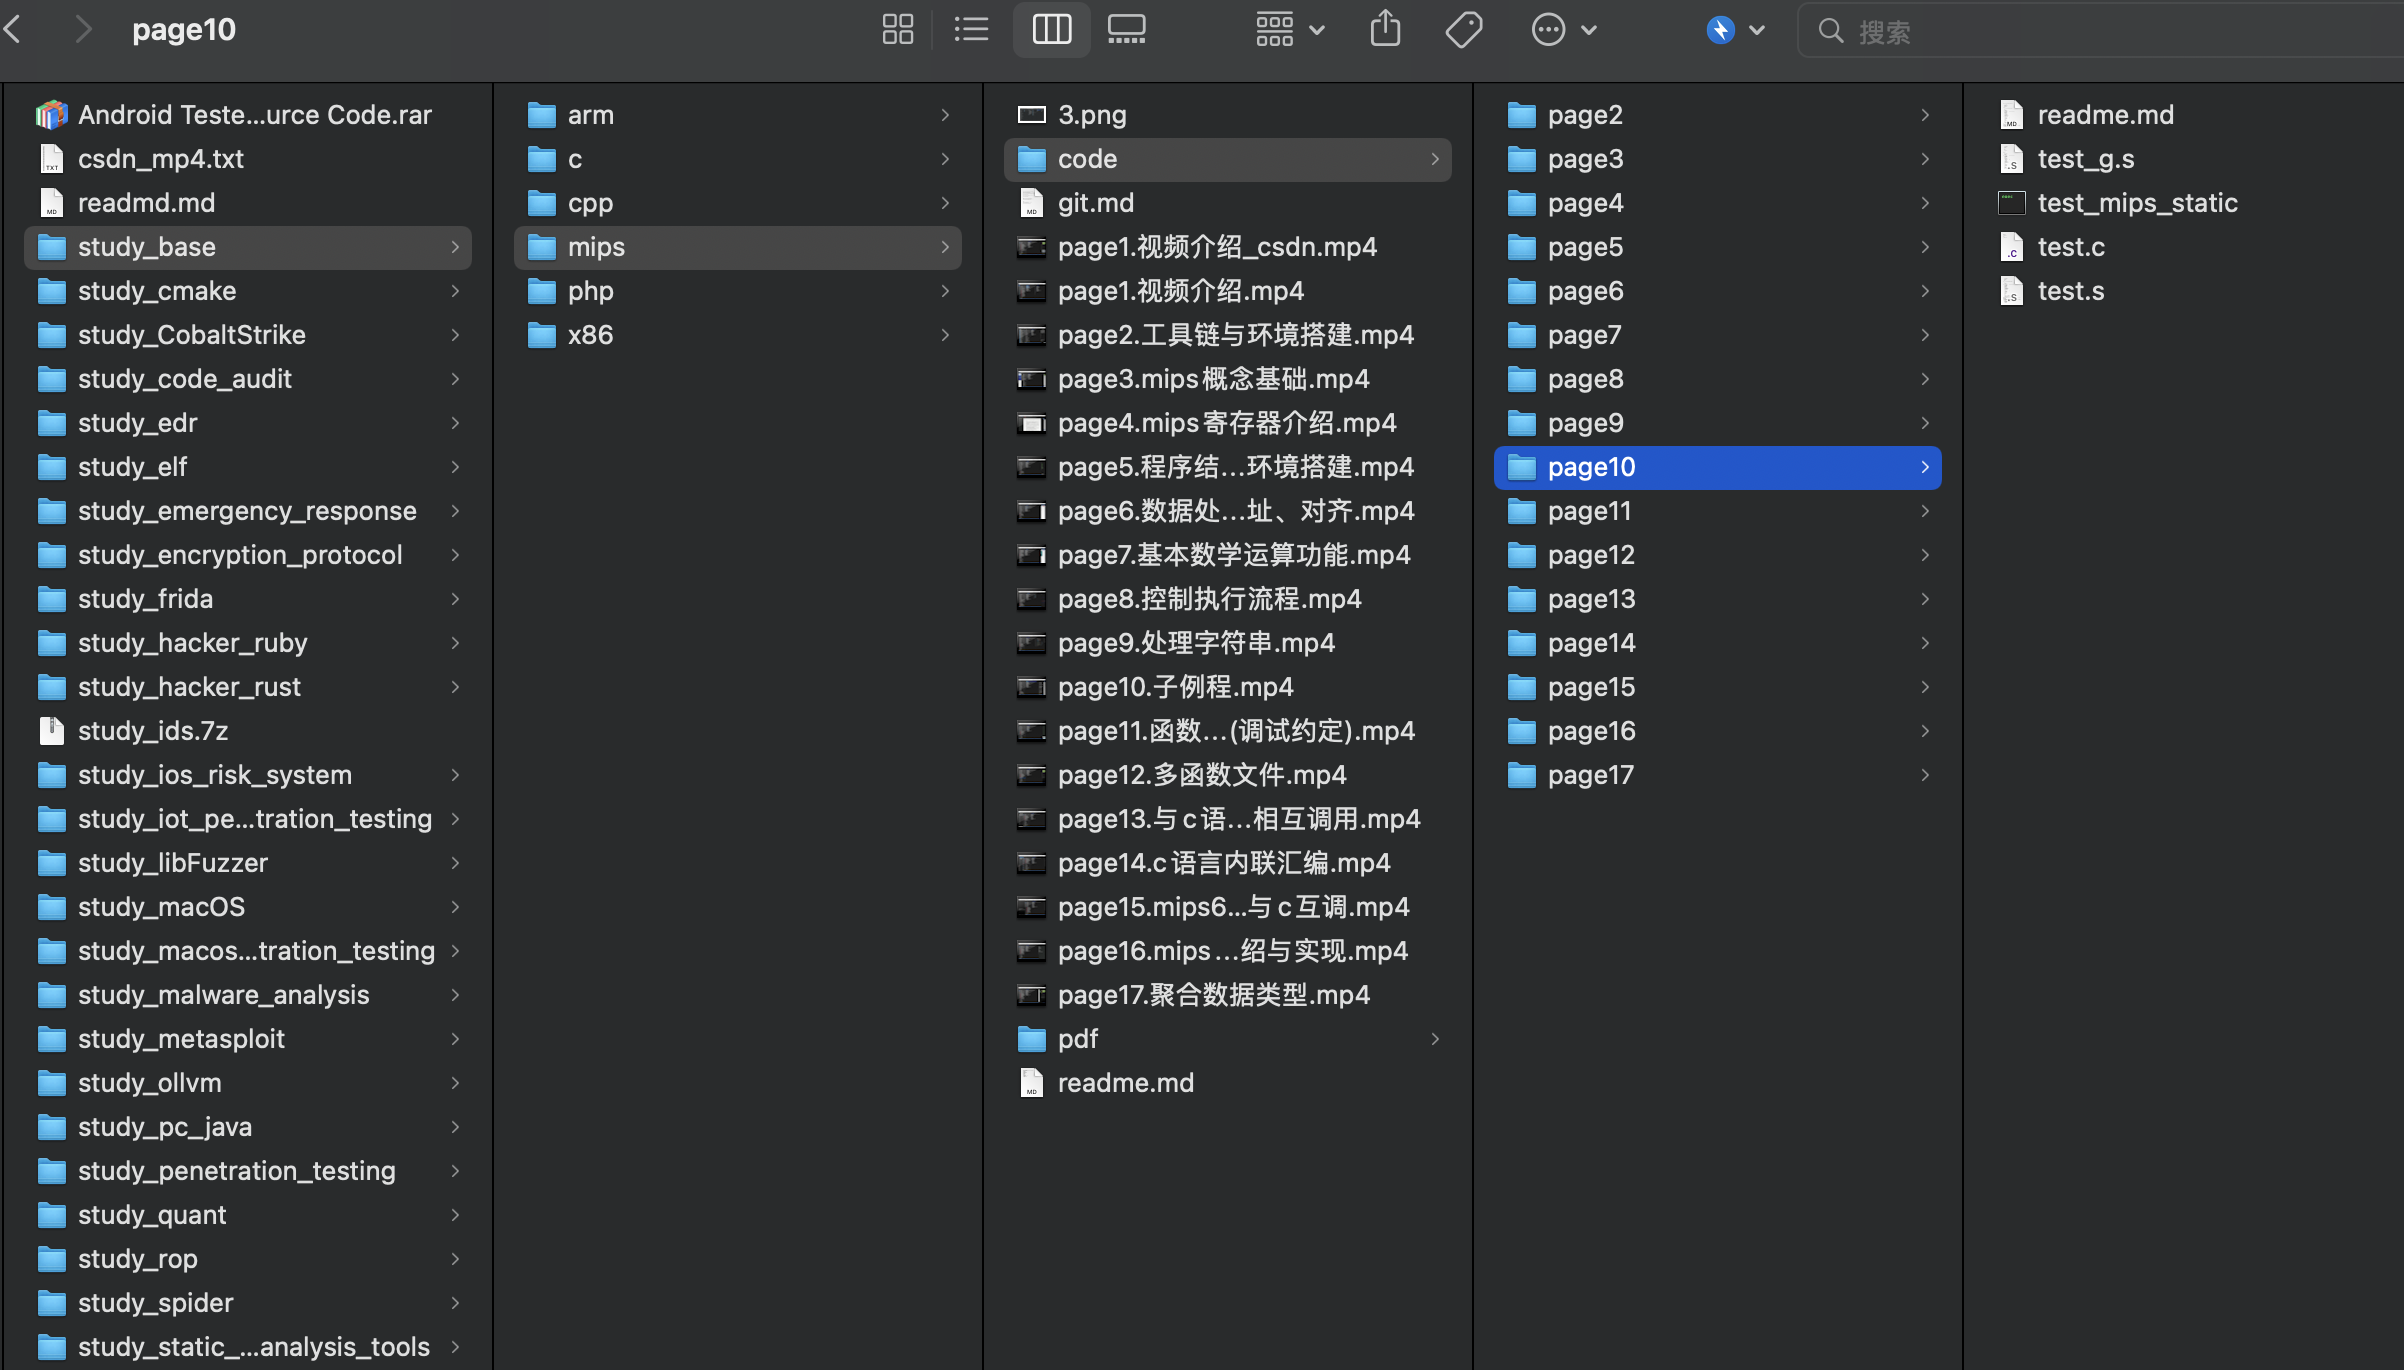 page10
搜索
Android Teste...urce Code.rar
csdn_mp4.txt
readmd.md
study_base
study_cmake
study_CobaltStrike
study_code_audit
study_edr
study_elf
study_emergency_response
study_encryption_protocol
study_frida
study_hacker_ruby
study_hacker_rust
study_ids.7z
study_ios_risk_system
study_iot_pe...tration_testing
study_libFuzzer
study_macOS
study_macos...tration_testing
study_malware_analysis
study_metasploit
study_ollvm
study_pc_java
study_penetration_testing
study_quant
study_rop
study_spider
study_static_...analysis_tools
arm
c
cpp
mips
php
x86
3.png
code
git.md
page1.视频介绍_csdn.mp4
page1.视频介绍.mp4
page2.工具链与环境搭建.mp4
page3.mips概念基础.mp4
page4.mips寄存器介绍.mp4
page5.程序结...环境搭建.mp4
page6.数据处...址、对齐.mp4
page7.基本数学运算功能.mp4
page8.控制执行流程.mp4
page9.处理字符串.mp4
page10.子例程.mp4
page11.函数...(调试约定).mp4
page12.多函数文件.mp4
page13.与c语...相互调用.mp4
page14.c语言内联汇编.mp4
page15.mips6...与c互调.mp4
page16.mips...绍与实现.mp4
page17.聚合数据类型.mp4
pdf
readme.md
page2
page3
page4
page5
page6
page7
page8
page9
page10
page11
page12
page13
page14
page15
page16
page17
readme.md
test_g.s
test_mips_static
test.c
test.s